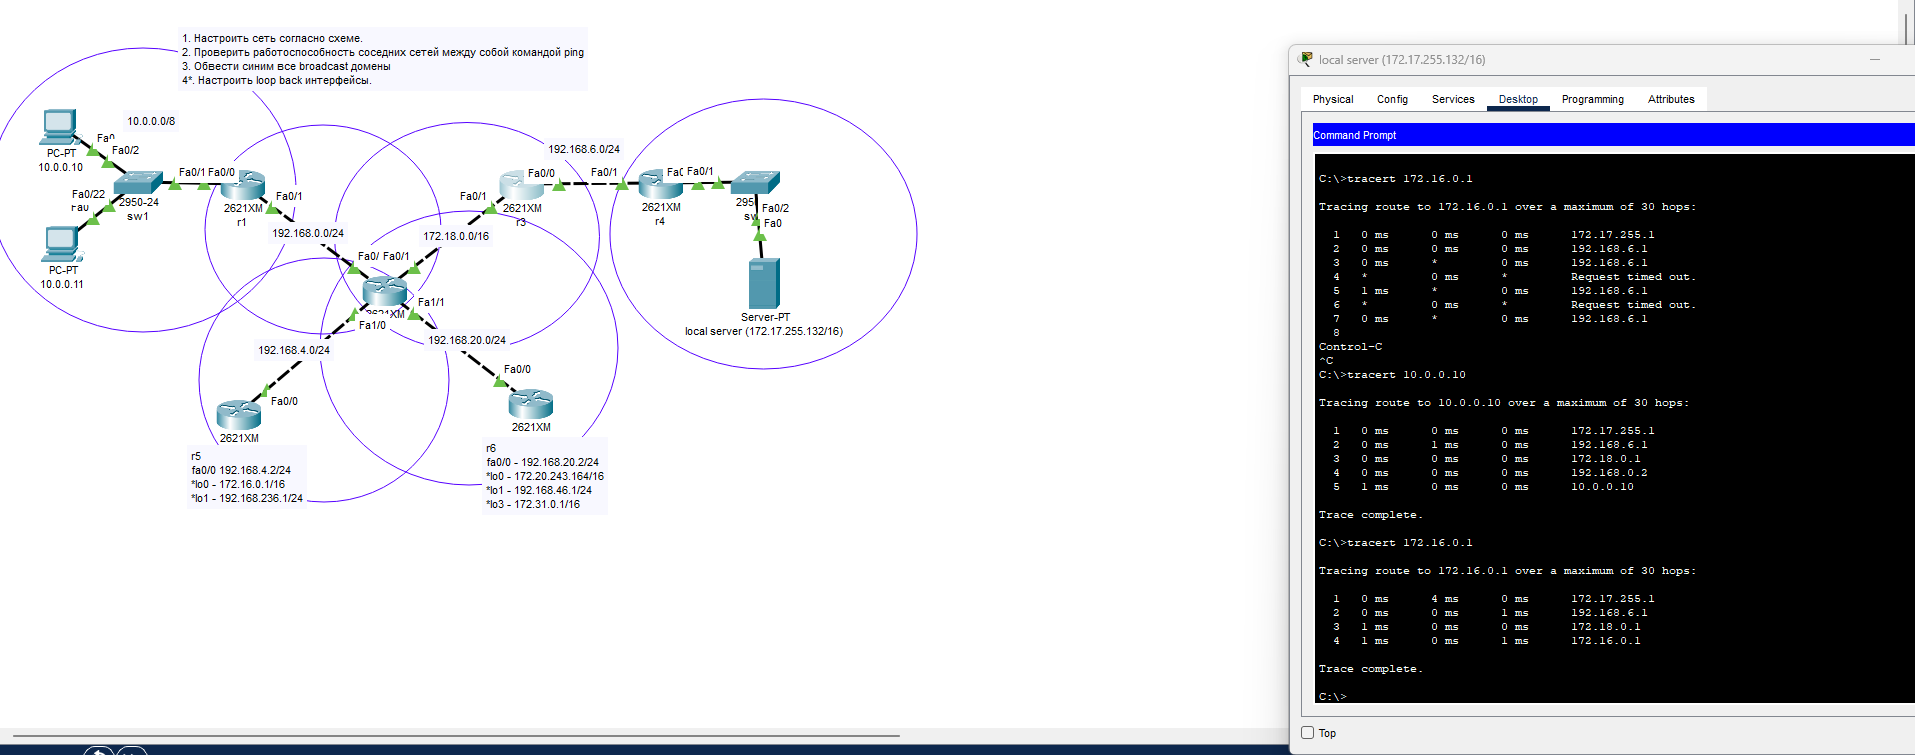 1. Настроить сеть согласно схеме.
2. Проверить работоспособность соседних сетей между собой командой ping
3. Обвести синим все broadcast домены
4*. Настроить loop back интерфейсы.
10.0.0.0/8
Fa0
Fa0/2
PC-PT
10.0.0.10
Fa0/1
Fa0/0
Fa0/22
Fa0
2950-24
sw1
2621XM
r1
Fa0/1
PC-PT
10.0.0.11
192.168.0.0/24
Fa0/
Fa0/1
172.18.0.0/16
Fa0/1
2621XM
r3
Fa0/0
192.168.6.0/24
Fa0/1
2621XM
r4
Fa0/1
Fa0/2
Fa0
Server-PT
local server (172.17.255.132/16)
2621XM
Fa1/1
Fa1/0
192.168.4.0/24
192.168.20.0/24
Fa0/0
2621XM
Fa0/0
2621XM
r5
fa0/0 192.168.4.2/24
*lo0 - 172.16.0.1/16
*lo1 - 192.168.236.1/24
r6
fa0/0 - 192.168.20.2/24
*lo0 - 172.20.243.164/16
*lo1 - 192.168.46.1/24
*lo3 - 172.31.0.1/16
local server (172.17.255.132/16)
Physical Config Services Desktop Programming Attributes
Command Prompt
C:\>tracert 172.16.0.1
Tracing route to 172.16.0.1 over a maximum of 30 hops:
1 0 ms 0 ms 0 ms 172.17.255.1
2 0 ms 0 ms 0 ms 192.168.6.1
3 0 ms * 0 ms 192.168.6.1
4 * 0 ms * Request timed out.
5 1 ms * 0 ms 192.168.6.1
6 * 0 ms * Request timed out.
7 0 ms * 0 ms 192.168.6.1
8
Control-C
^C
C:\>tracert 10.0.0.10
Tracing route to 10.0.0.10 over a maximum of 30 hops:
1 0 ms 0 ms 0 ms 172.17.255.1
2 0 ms 1 ms 0 ms 192.168.6.1
3 0 ms 0 ms 0 ms 172.18.0.1
4 0 ms 0 ms 0 ms 192.168.0.2
5 1 ms 0 ms 0 ms 10.0.0.10
Trace complete.
C:\>tracert 172.16.0.1
Tracing route to 172.16.0.1 over a maximum of 30 hops:
1 0 ms 4 ms 0 ms 172.17.255.1
2 0 ms 0 ms 1 ms 192.168.6.1
3 1 ms 0 ms 0 ms 172.18.0.1
4 1 ms 0 ms 1 ms 172.16.0.1
Trace complete.
C:\>
Top